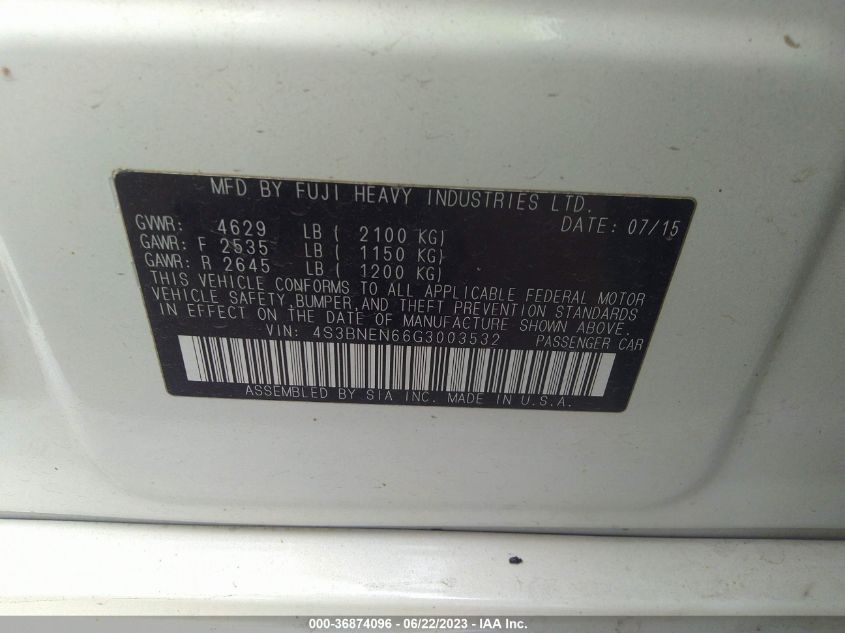 MFD BY FUJI HEAVY INDUSTRIES LTD.
GVWR: 4629 LB ( 2100 KG) DATE: 07/15
GAWR: F 2535 LB ( 1150 KG)
GAWR: R 2645 LB ( 1200 KG)
THIS VEHICLE CONFORMS TO ALL APPLICABLE FEDERAL MOTOR
VEHICLE SAFETY,BUMPER,AND THEFT PREVENTION STANDARDS
IN EFFECT ON THE DATE OF MANUFACTURE SHOWN ABOVE.
VIN: 4S3BNEN66G3003532 PASSENGER CAR
ASSEMBLED BY SIA INC. MADE IN U.S.A.
000-36874096 - 06/22/2023 - IAA Inc.